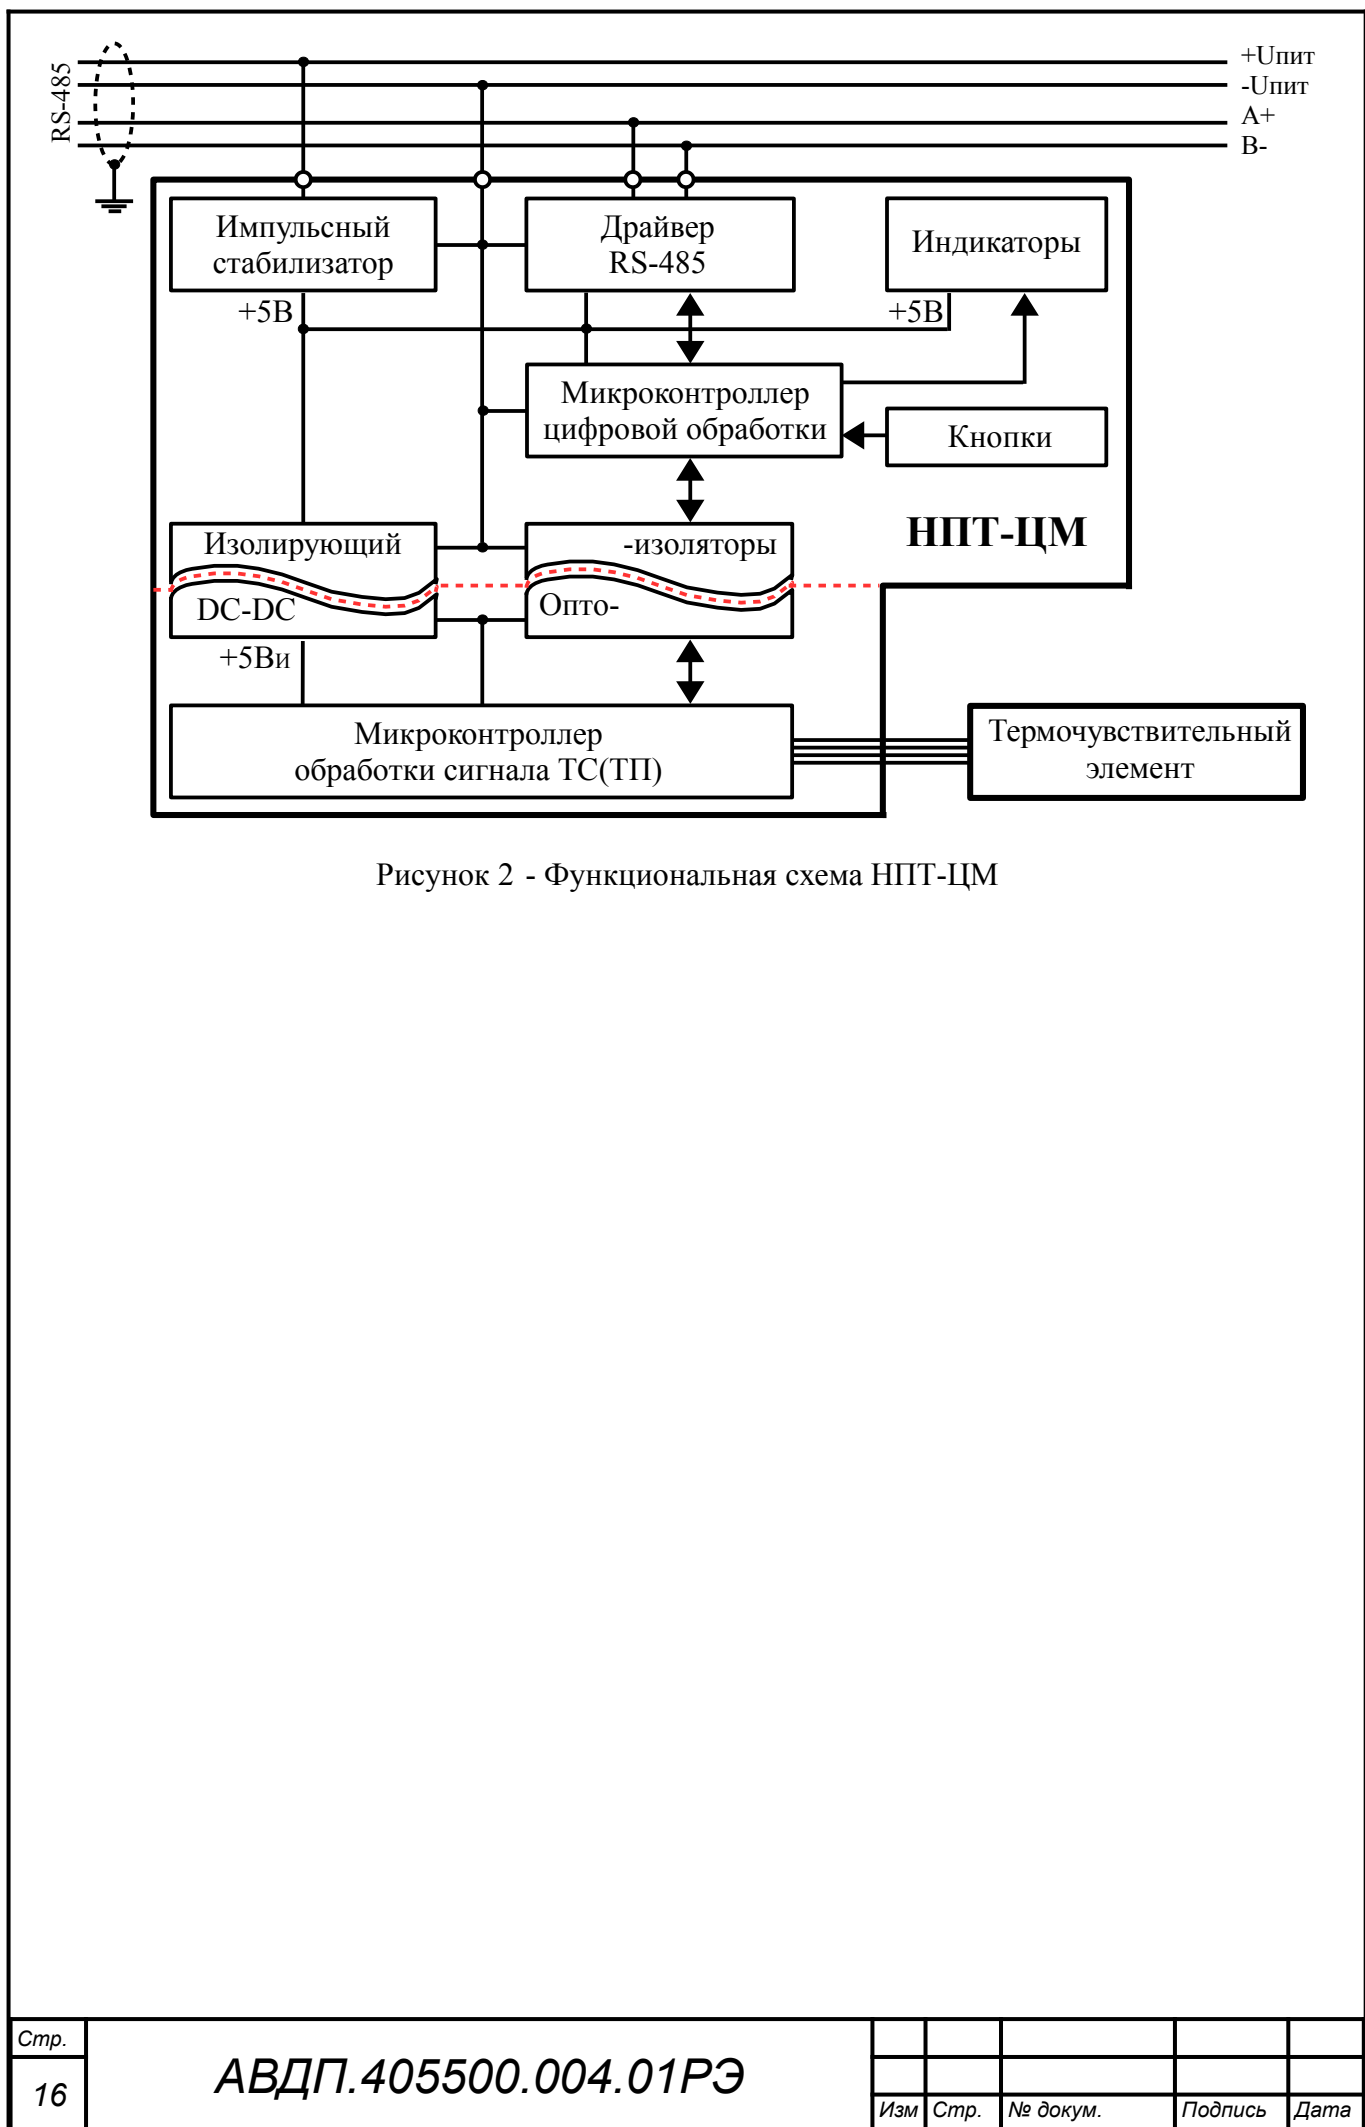 RS-485
+Uпит
-Uпит
A+
B-
Импульсный
стабилизатор
Драйвер
RS-485
Индикаторы
+5В
+5В
Микроконтроллер
цифровой обработки
Кнопки
НПТ-ЦМ
Изолирующий
DC-DC
-изоляторы
Опто-
+5Ви
Микроконтроллер
обработки сигнала ТС(ТП)
Термочувствительный
элемент
Рисунок 2 - Функциональная схема НПТ-ЦМ
Стр.
16
АВДП.405500.004.01РЭ
Изм Стр. № докум. Подпись Дата